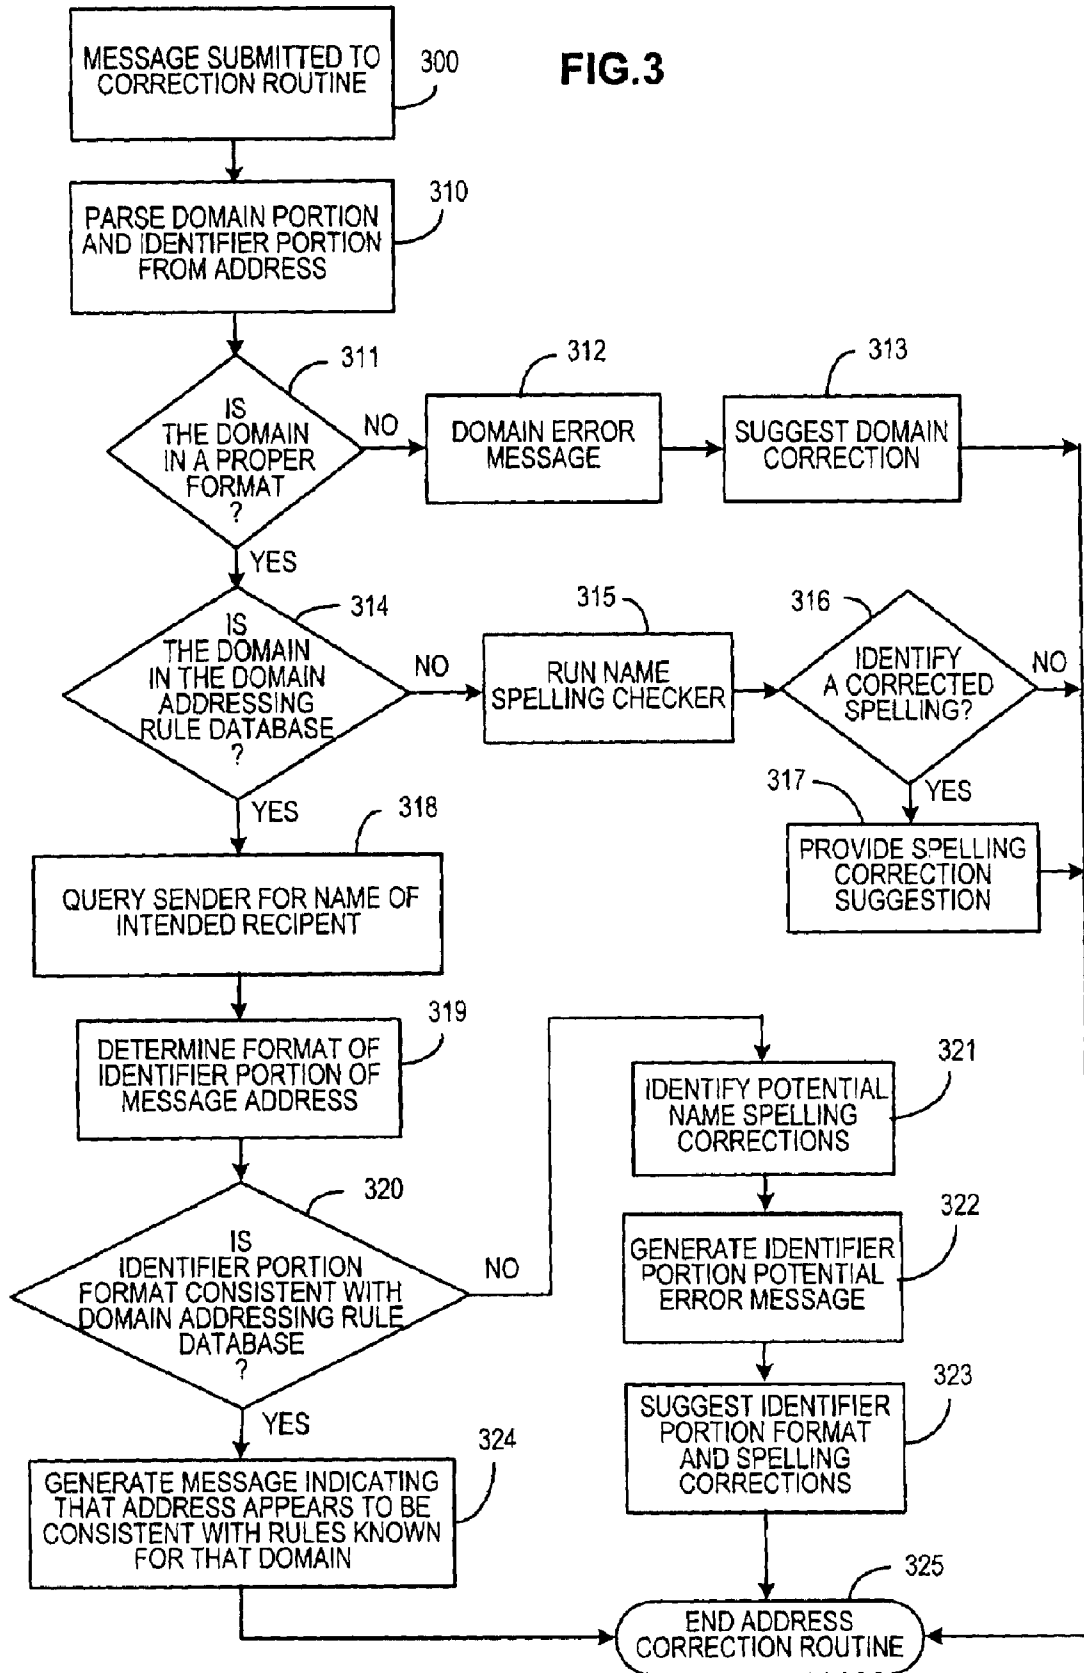 FIG.3
MESSAGE SUBMITTED TO
CORRECTION ROUTINE
300
PARSE DOMAIN PORTION
AND IDENTIFIER PORTION
FROM ADDRESS
310
IS
THE DOMAIN
IN A PROPER
FORMAT
?
311
NO
YES
DOMAIN ERROR
MESSAGE
312
SUGGEST DOMAIN
CORRECTION
313
IS
THE DOMAIN
IN THE DOMAIN
ADDRESSING
RULE DATABASE
?
314
NO
YES
RUN NAME
SPELLING CHECKER
315
IDENTIFY
A CORRECTED
SPELLING?
316
NO
YES
PROVIDE SPELLING
CORRECTION
SUGGESTION
317
QUERY SENDER FOR NAME OF
INTENDED RECIPENT
318
DETERMINE FORMAT OF
IDENTIFIER PORTION OF
MESSAGE ADDRESS
319
IS
IDENTIFIER PORTION
FORMAT CONSISTENT WITH
DOMAIN ADDRESSING RULE
DATABASE
?
320
NO
YES
IDENTIFY POTENTIAL
NAME SPELLING
CORRECTIONS
321
GENERATE IDENTIFIER
PORTION POTENTIAL
ERROR MESSAGE
322
SUGGEST IDENTIFIER
PORTION FORMAT
AND SPELLING
CORRECTIONS
323
GENERATE MESSAGE INDICATING
THAT ADDRESS APPEARS TO BE
CONSISTENT WITH RULES KNOWN
FOR THAT DOMAIN
324
END ADDRESS
CORRECTION ROUTINE
325